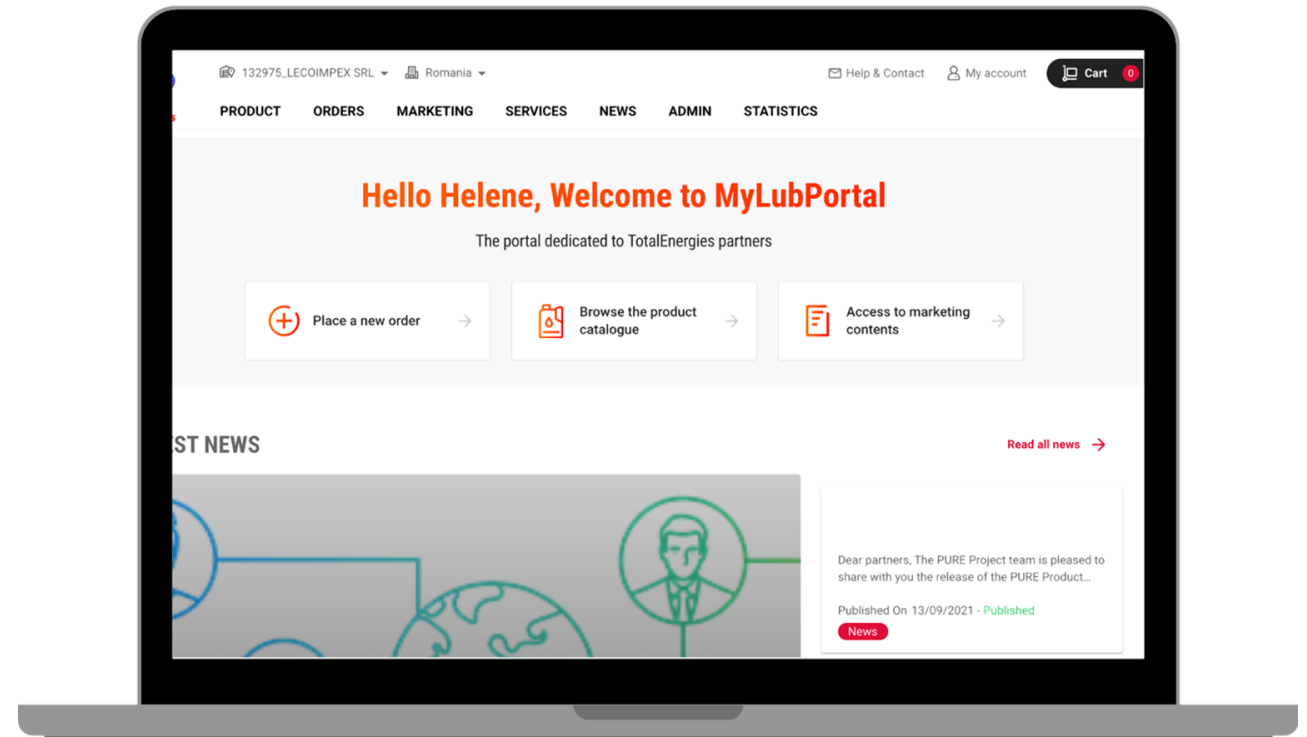 132975_LECOIMPEX SRL Romania Help & Contact My account Cart 0
PRODUCT ORDERS MARKETING SERVICES NEWS ADMIN STATISTICS
Hello Helene, Welcome to MyLubPortal
The portal dedicated to TotalEnergies partners
Place a new order
Browse the product
catalogue
Access to marketing
contents
EST NEWS
Read all news
Dear partners, The PURE Project team is pleased to
share with you the release of the PURE Product...
Published On 13/09/2021 - Published
News